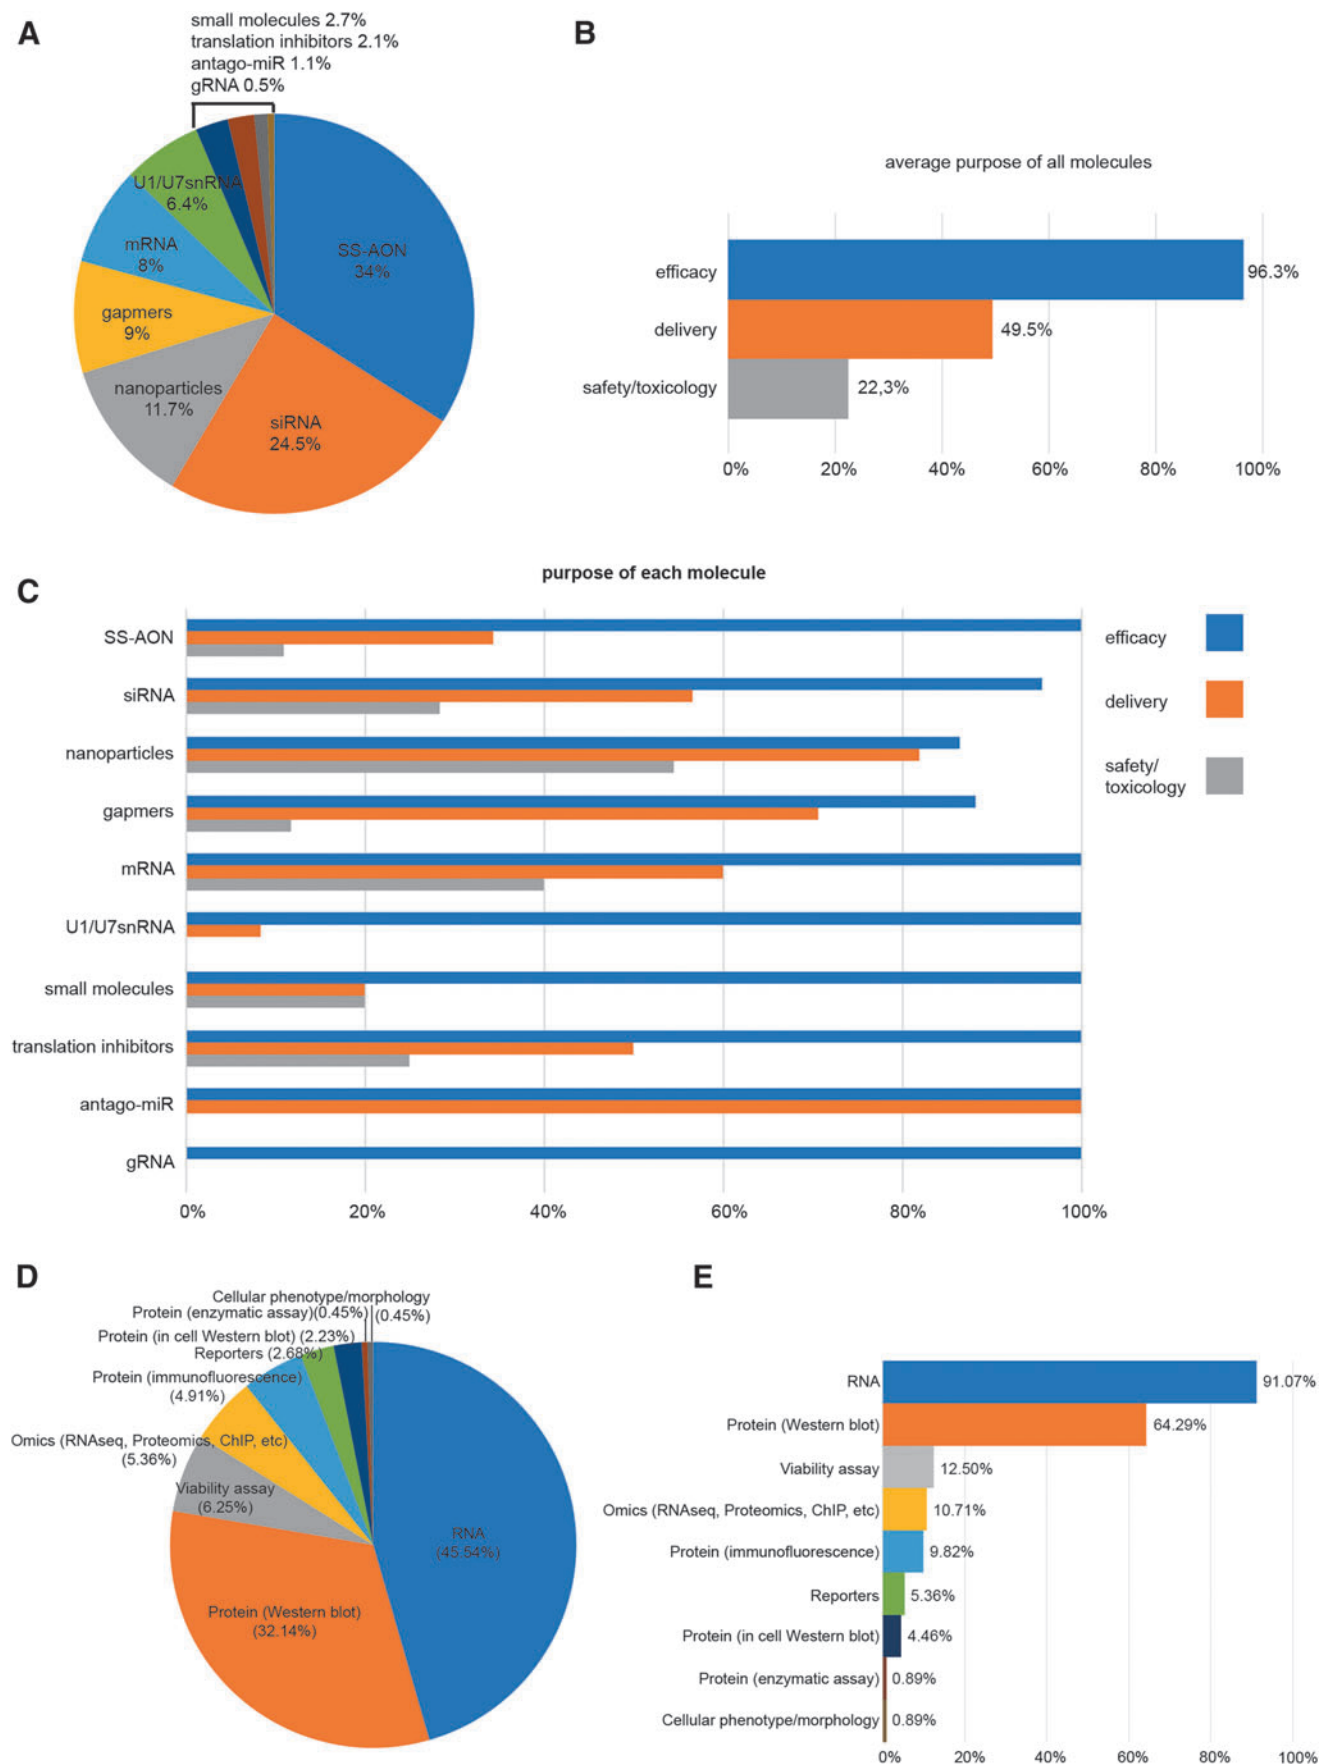 A
small molecules 2.7%
translation inhibitors 2.1%
antago-miR 1.1%
gRNA 0.5%
U1/U7snRNA
6.4%
mRNA
8%
gapmers
9%
nanoparticles
11.7%
siRNA
24.5%
SS-AON
34%
B
average purpose of all molecules
efficacy
96.3%
delivery
49.5%
safety/toxicology
22,3%
0% 20% 40% 60% 80% 100%
C
purpose of each molecule
SS-AON
siRNA
nanoparticles
gapmers
mRNA
U1/U7snRNA
small molecules
translation inhibitors
antago-miR
gRNA
0% 20% 40% 60% 80% 100%
efficacy
delivery
safety/
toxicology
D
Cellular phenotype/morphology
(0.45%)
Protein (enzymatic assay)(0.45%)
Protein (in cell Western blot) (2.23%)
Reporters (2.68%)
Protein (immunofluorescence)
(4.91%)
Omics (RNAseq, Proteomics, ChIP, etc)
(5.36%)
Viability assay
(6.25%)
RNA
(45.54%)
Protein (Western blot)
(32.14%)
E
RNA 91.07%
Protein (Western blot) 64.29%
Viability assay 12.50%
Omics (RNAseq, Proteomics, ChIP, etc) 10.71%
Protein (immunofluorescence) 9.82%
Reporters 5.36%
Protein (in cell Western blot) 4.46%
Protein (enzymatic assay) 0.89%
Cellular phenotype/morphology 0.89%
0% 20% 40% 60% 80% 100%